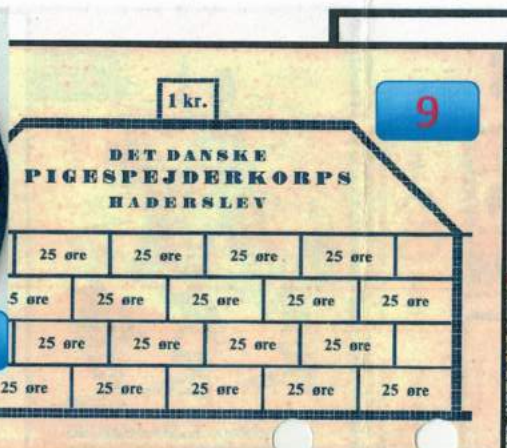 1 kr.
9
DET DANSKE
PIGESPEJDERKORPS
HADERSLEV
25 øre 25 øre 25 øre 25 øre
5 øre 25 øre 25 øre 25 øre 25 øre
25 øre 25 øre 25 øre 25 øre
25 øre 25 øre 25 øre 25 øre 25 øre